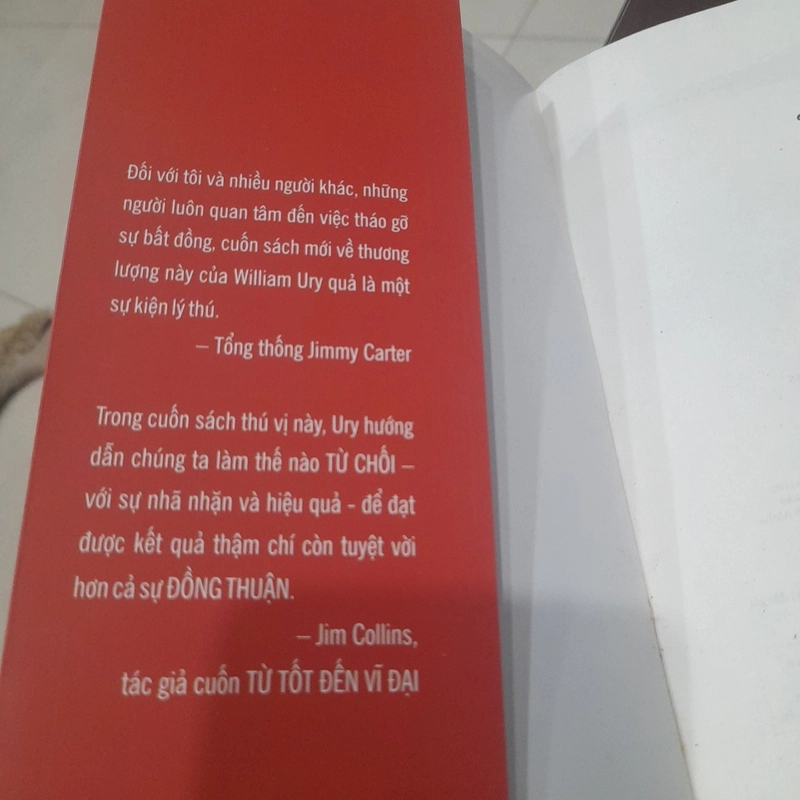 Đối với tôi và nhiều người khác, những
người luôn quan tâm đến việc tháo gỡ
sự bất đồng, cuốn sách mới về thương
lượng này của William Ury quả là một
sự kiện lý thú.
– Tổng thống Jimmy Carter
Trong cuốn sách thú vị này, Ury hướng
dẫn chúng ta làm thế nào TỪ CHỐI –
với sự nhã nhặn và hiệu quả - để đạt
được kết quả thậm chí còn tuyệt vời
hơn cả sự ĐỒNG THUẬN.
– Jim Collins,
tác giả cuốn TỪ TỐT ĐẾN VĨ ĐẠI